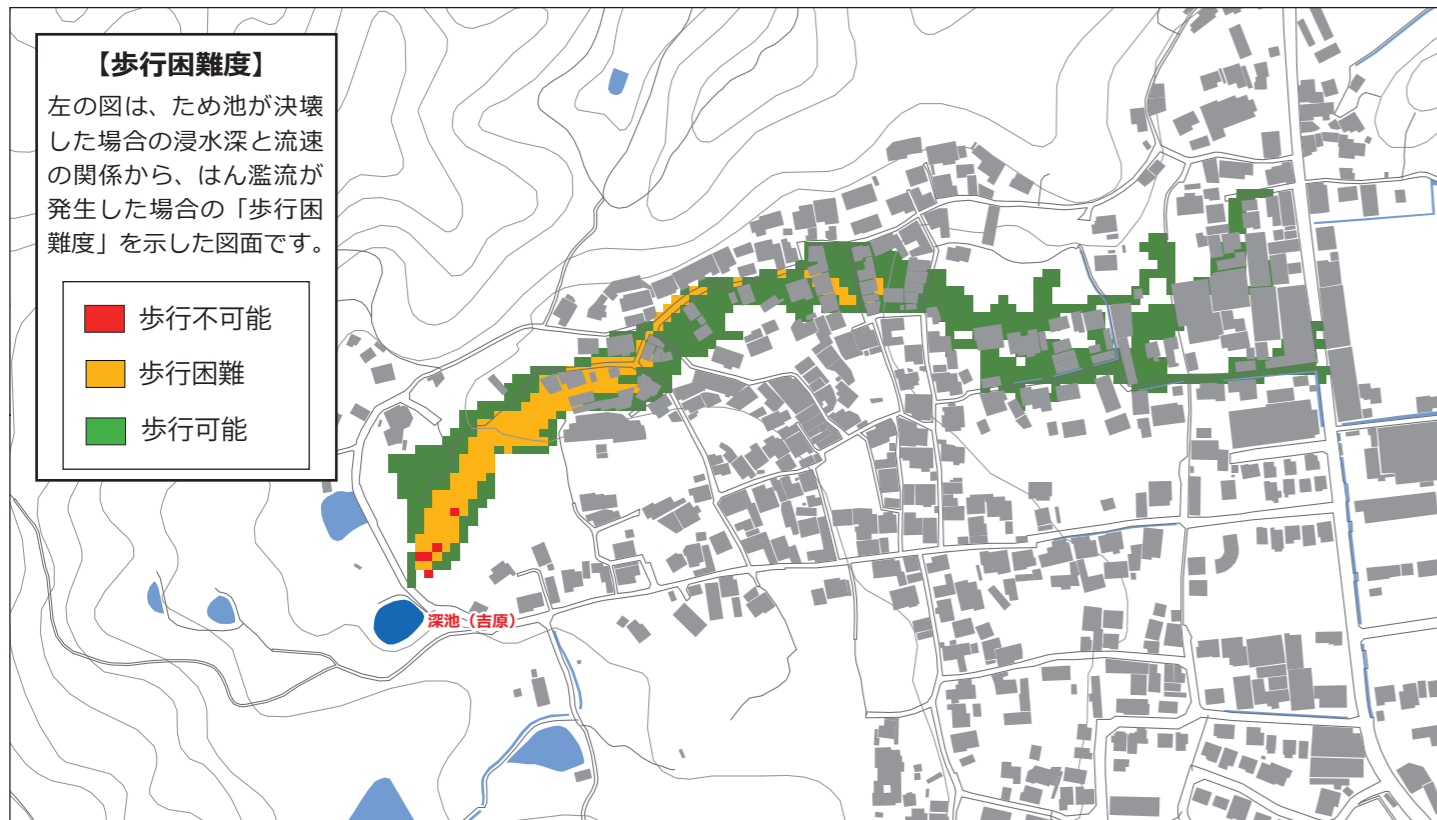 【歩行困難度】
左の図は、ため池が決壊
した場合の浸水深と流速
の関係から、はん濫流が
発生した場合の「歩行困
難度」を示した図面です。
歩行不可能
歩行困難
歩行可能
深池（吉原）